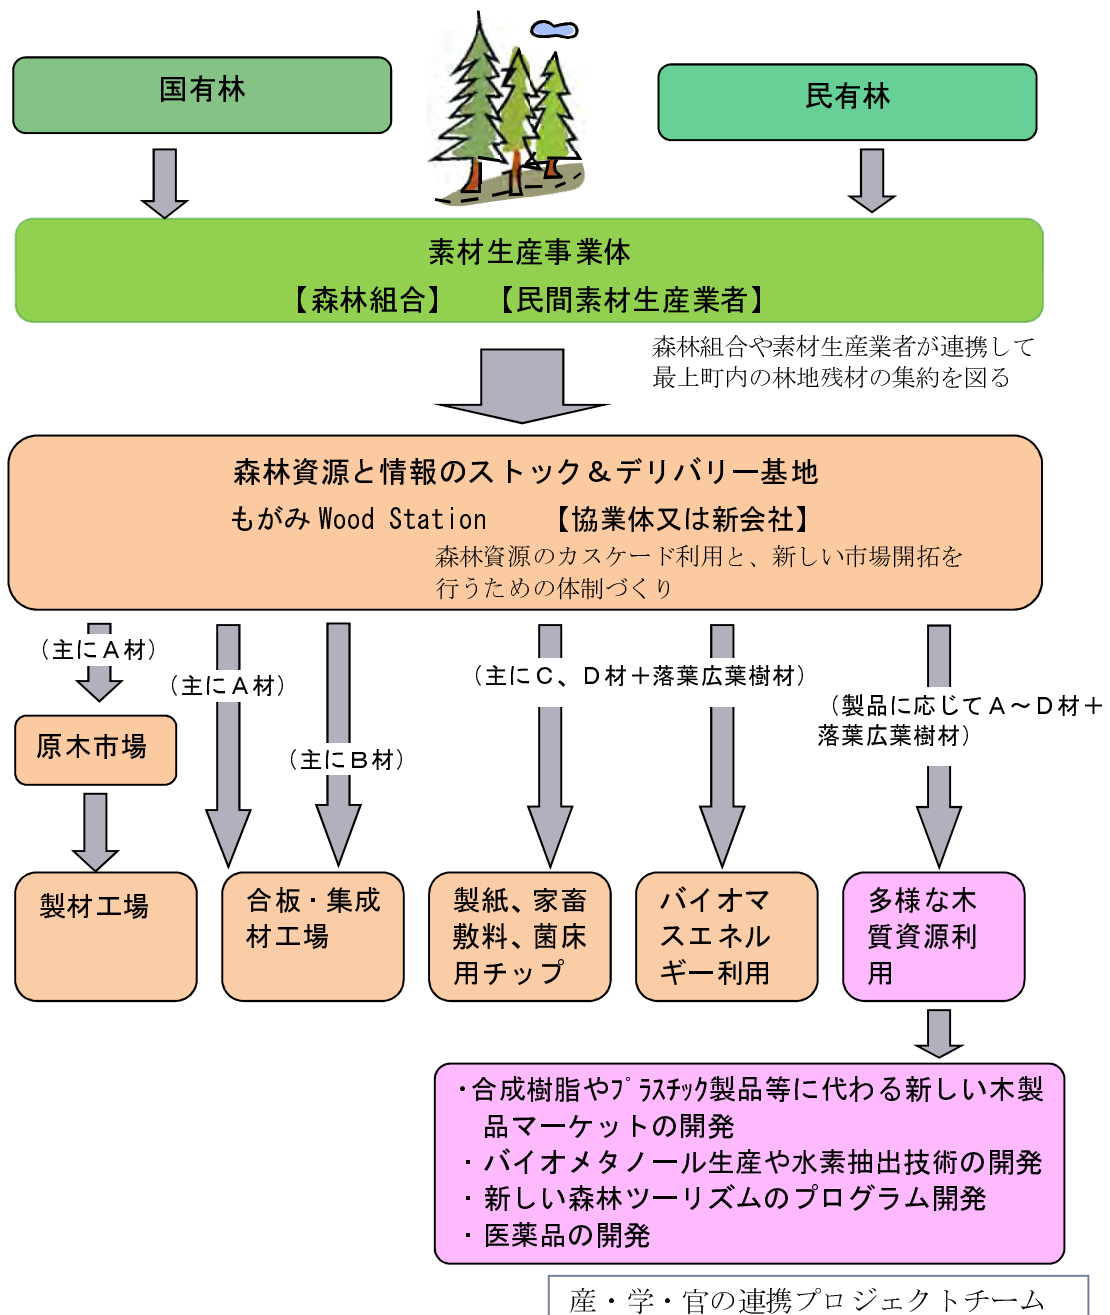 国有林
民有林
素材生産事業体
【森林組合】　【民間素材生産業者】
森林組合や素材生産業者が連携して
最上町内の林地残材の集約を図る
森林資源と情報のストック＆デリバリー基地
もがみ Wood Station　【協業体又は新会社】
森林資源のカスケード利用と、新しい市場開拓を
行うための体制づくり
（主にＡ材）
（主にＡ材）
（主にＢ材）
（主にＣ、Ｄ材＋落葉広葉樹材）
（製品に応じてＡ～Ｄ材＋
落葉広葉樹材）
原木市場
製材工場
合板・集成
材工場
製紙、家畜
敷料、菌床
用チップ
バイオマ
スエネル
ギー利用
多様な木
質資源利
用
・合成樹脂やﾌﾟﾗｽﾁｯｸ製品等に代わる新しい木製
品マーケットの開発
・バイオメタノール生産や水素抽出技術の開発
・新しい森林ツーリズムのプログラム開発
・医薬品の開発
産・学・官の連携プロジェクトチーム